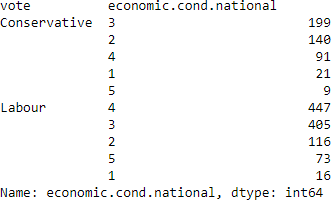 vote economic.cond.national
Conservative 3 199
2 140
4 91
1 21
5 9
Labour 4 447
3 405
2 116
5 73
1 16
Name: economic.cond.national, dtype: int64